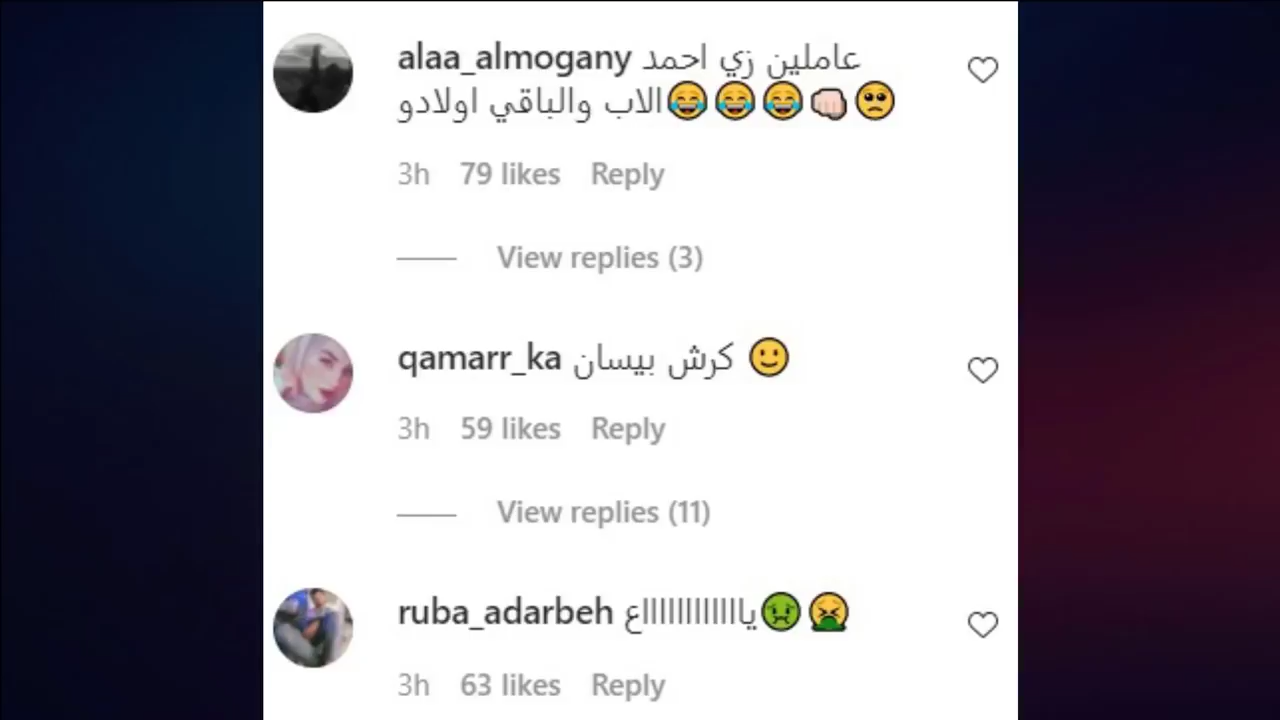 alaa_almogany عاملين زي احمد
الاب والباقي اولادو😂😂😂👊🏻🥺
3h 79 likes Reply
View replies (3)
qamarr_ka كرش بيسان 🙂
3h 59 likes Reply
View replies (11)
ruba_adarbeh يااااااااااااع🤢🤮
3h 63 likes Reply